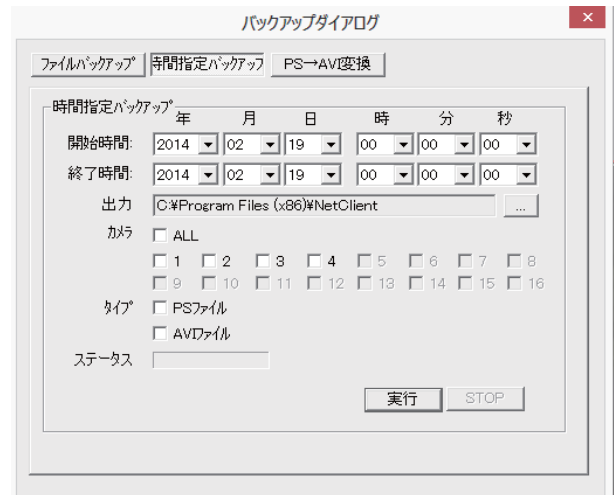 バックアップダイアログ
ファイルバックアップ 時間指定バックアップ PS→AVI変換
時間指定バックアップ
年 月 日 時 分 秒
開始時間: 2014 02 19 00 00 00
終了時間: 2014 02 19 00 00 00
出力 C:¥Program Files (x86)¥NetClient ...
カメラ ALL
1 2 3 4 5 6 7 8
9 10 11 12 13 14 15 16
タイプ PSファイル
AVIファイル
ステータス
実行 STOP